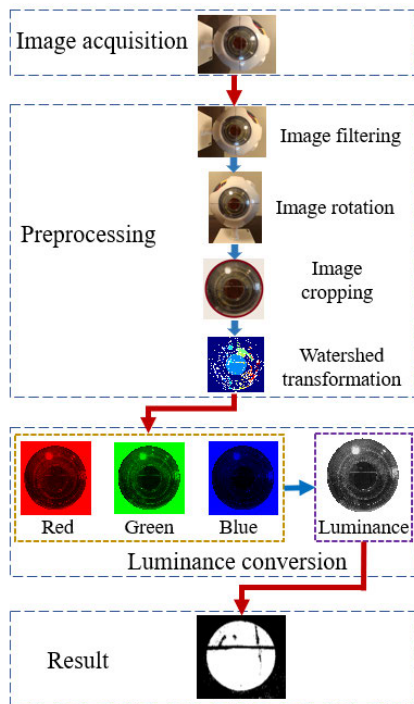 Image acquisition
Image filtering
Image rotation
Preprocessing
Image
cropping
Watershed
transformation
Red Green Blue Luminance
Luminance conversion
Result